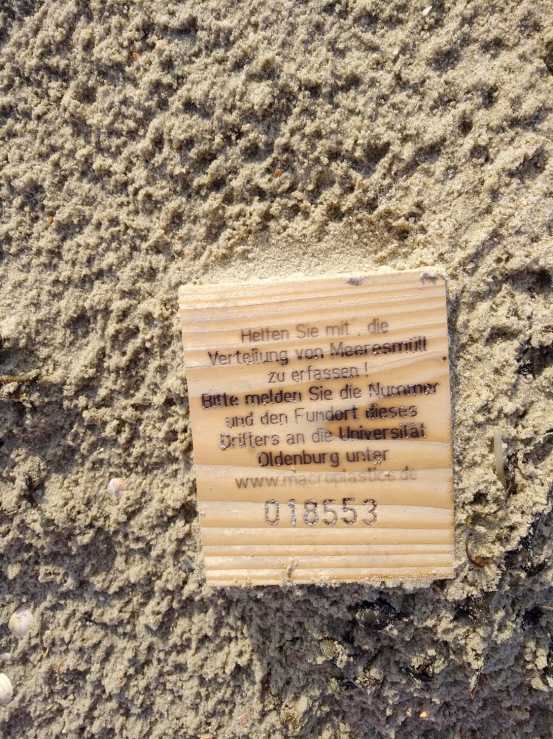 Helfen Sie mit, die
Verteilung von Meeresmüll
zu erfassen !
Bitte melden Sie die Nummer
und den Fundort dieses
Drifters an die Universität
Oldenburg unter
www.macroplastics.de
018553